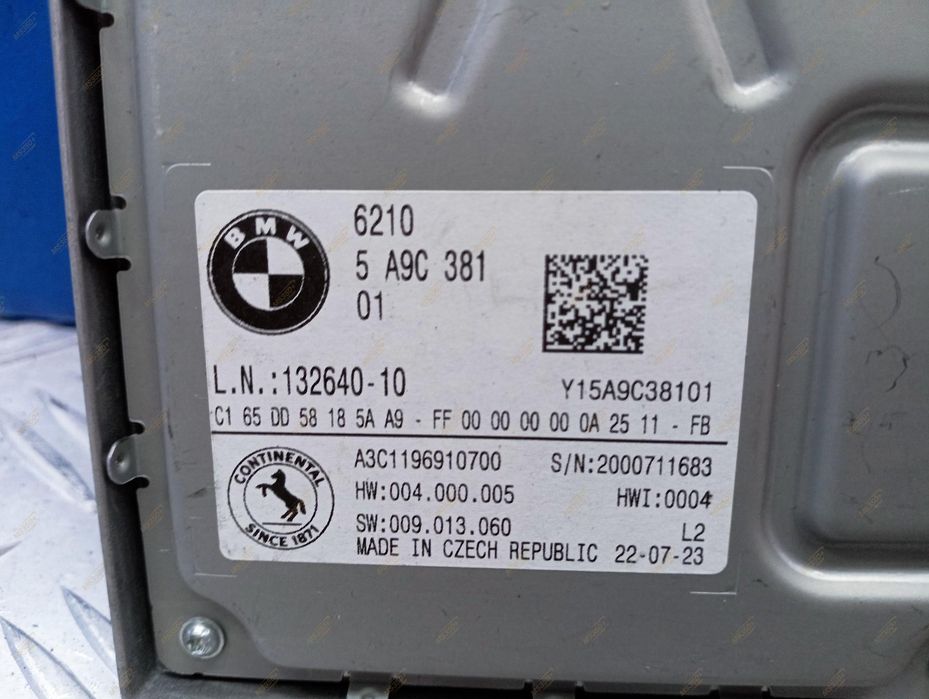 BMW
6210
5 A9C 381
01
L.N.:132640-10
Y15A9C38101
C1 65 DD 58 18 5A A9 - FF 00 00 00 00 0A 25 11 - FB
CONTINENTAL
SINCE 1871
A3C1196910700 S/N:2000711683
HW:004.000.005 HWI:0004
SW:009.013.060 L2
MADE IN CZECH REPUBLIC 22-07-23